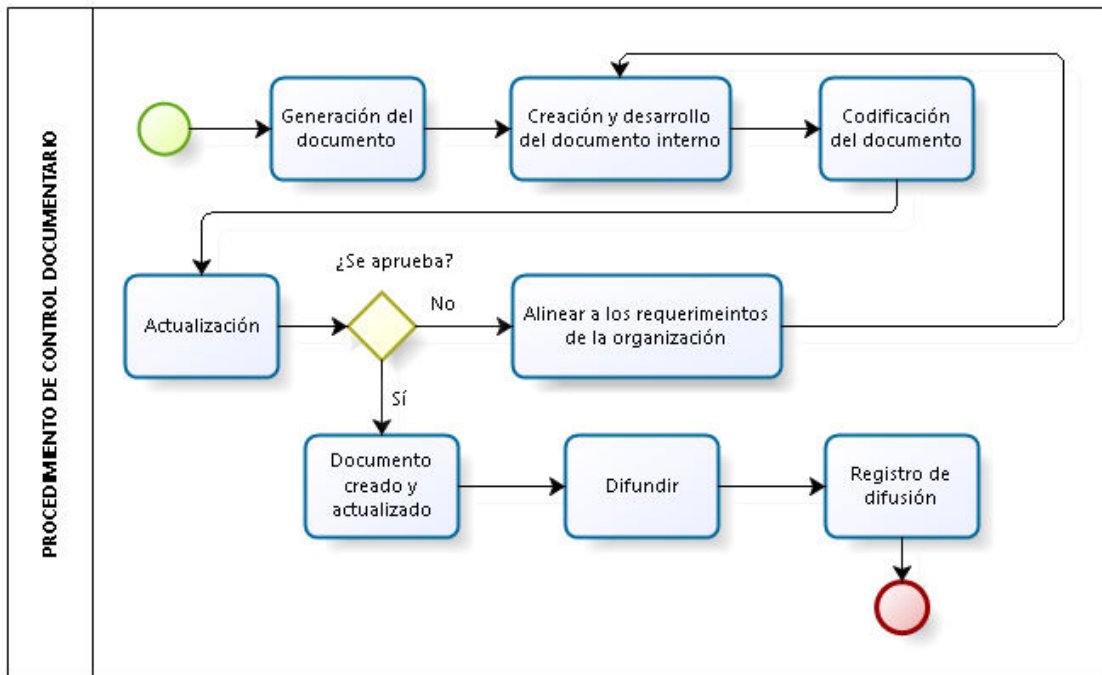 PROCEDIMIENTO DE CONTROL DOCUMENTARIO
Generación del
documento
Creación y desarrollo
del documento interno
Codificación
del documento
Actualización
¿Se aprueba?
No
Alinear a los requerimeintos
de la organización
Sí
Documento
creado y
actualizado
Difundir
Registro de
difusión